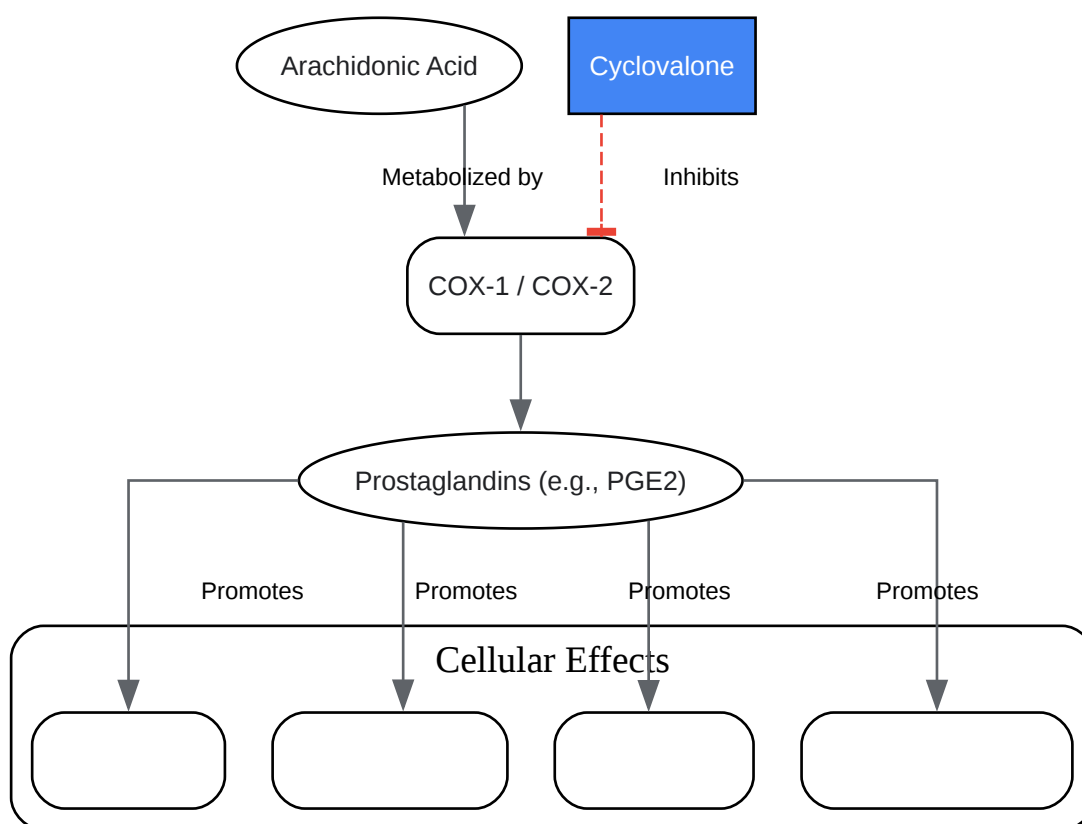 Arachidonic Acid
Cyclovalone
Metabolized by
Inhibits
COX-1 / COX-2
Prostaglandins (e.g., PGE2)
Promotes
Promotes
Promotes
Promotes
Cellular Effects